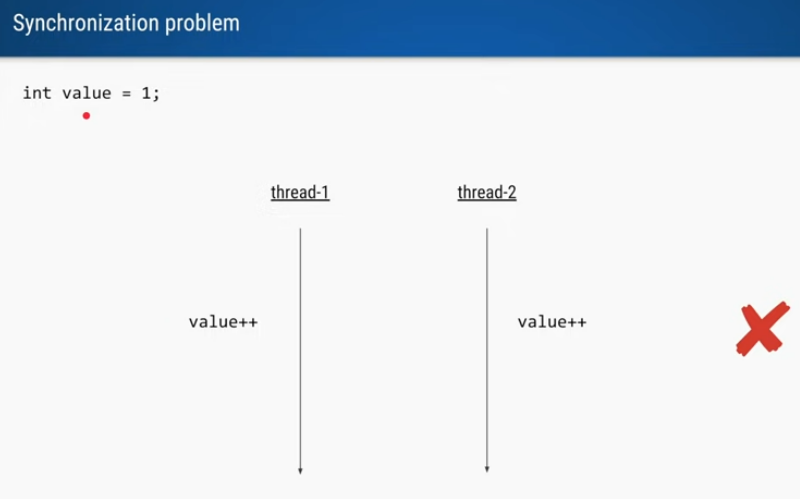 Synchronization problem
int value = 1;
thread-1 thread-2
value++ value++